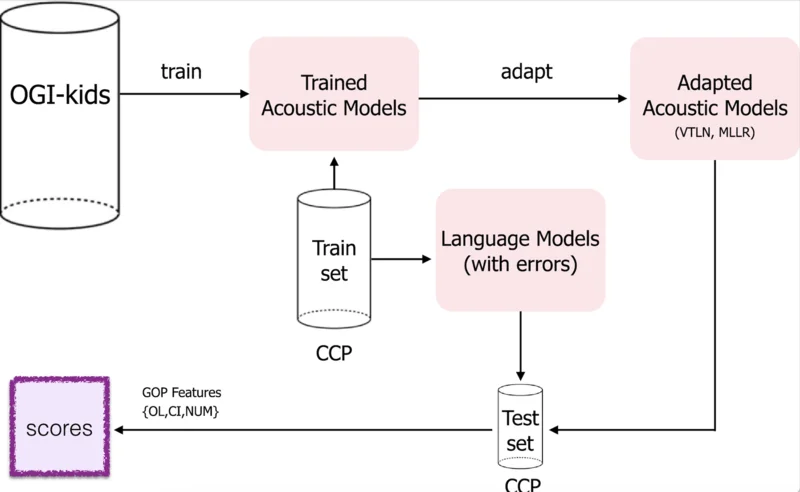 OGI-kids
train
Trained
Acoustic Models
adapt
Adapted
Acoustic Models
(VTLN, MLLR)
Train
set
CCP
Language Models
(with errors)
scores
GOP Features
{OL,CI,NUM}
Test
set
CCP